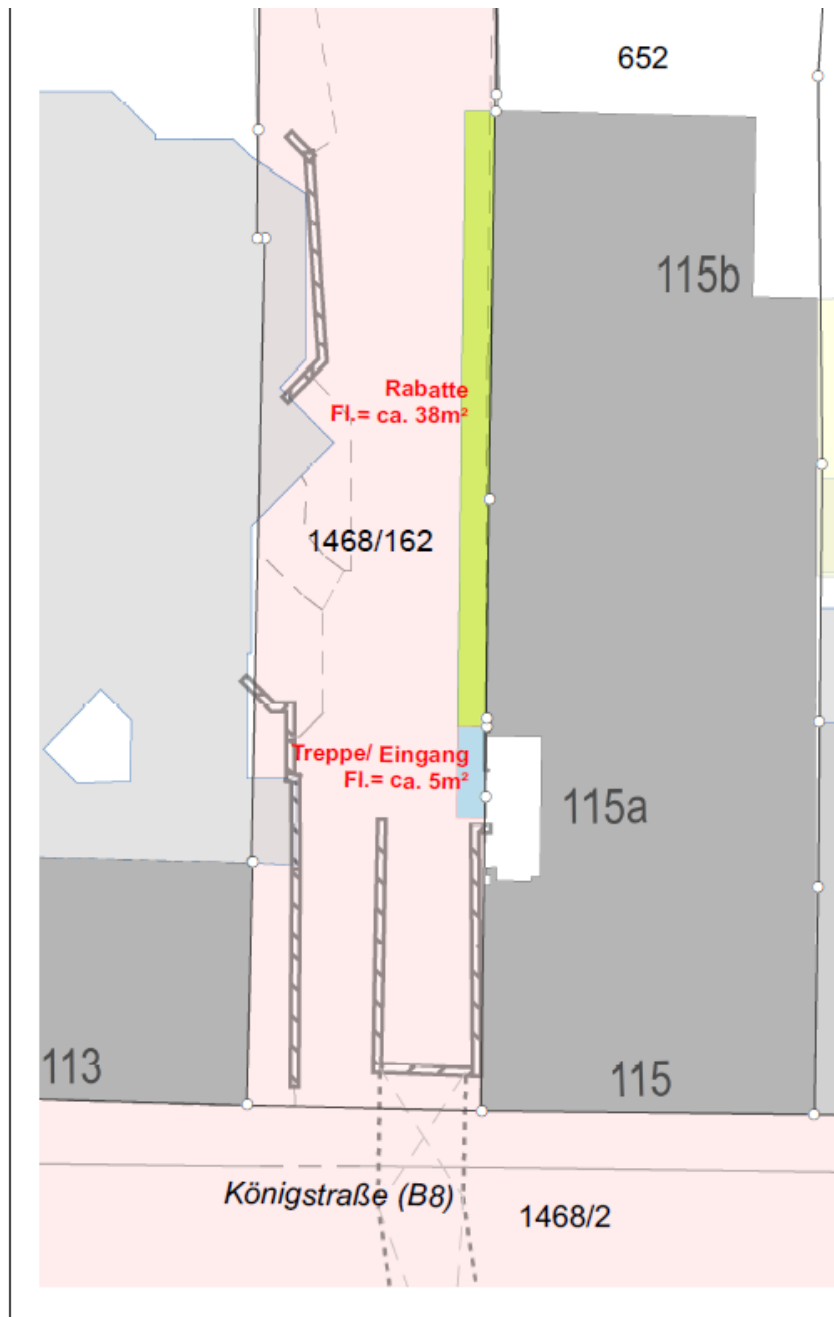 652
115b
Rabatte
Fl.= ca. 38m²
1468/162
Treppe/ Eingang
Fl.= ca. 5m²
115a
113
115
Königstraße (B8)
1468/2